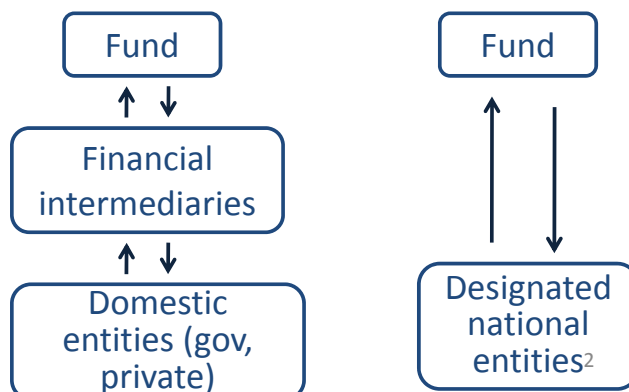 Fund
Financial
intermediaries
Domestic
entities (gov,
private)
Fund
Designated
national
entities2